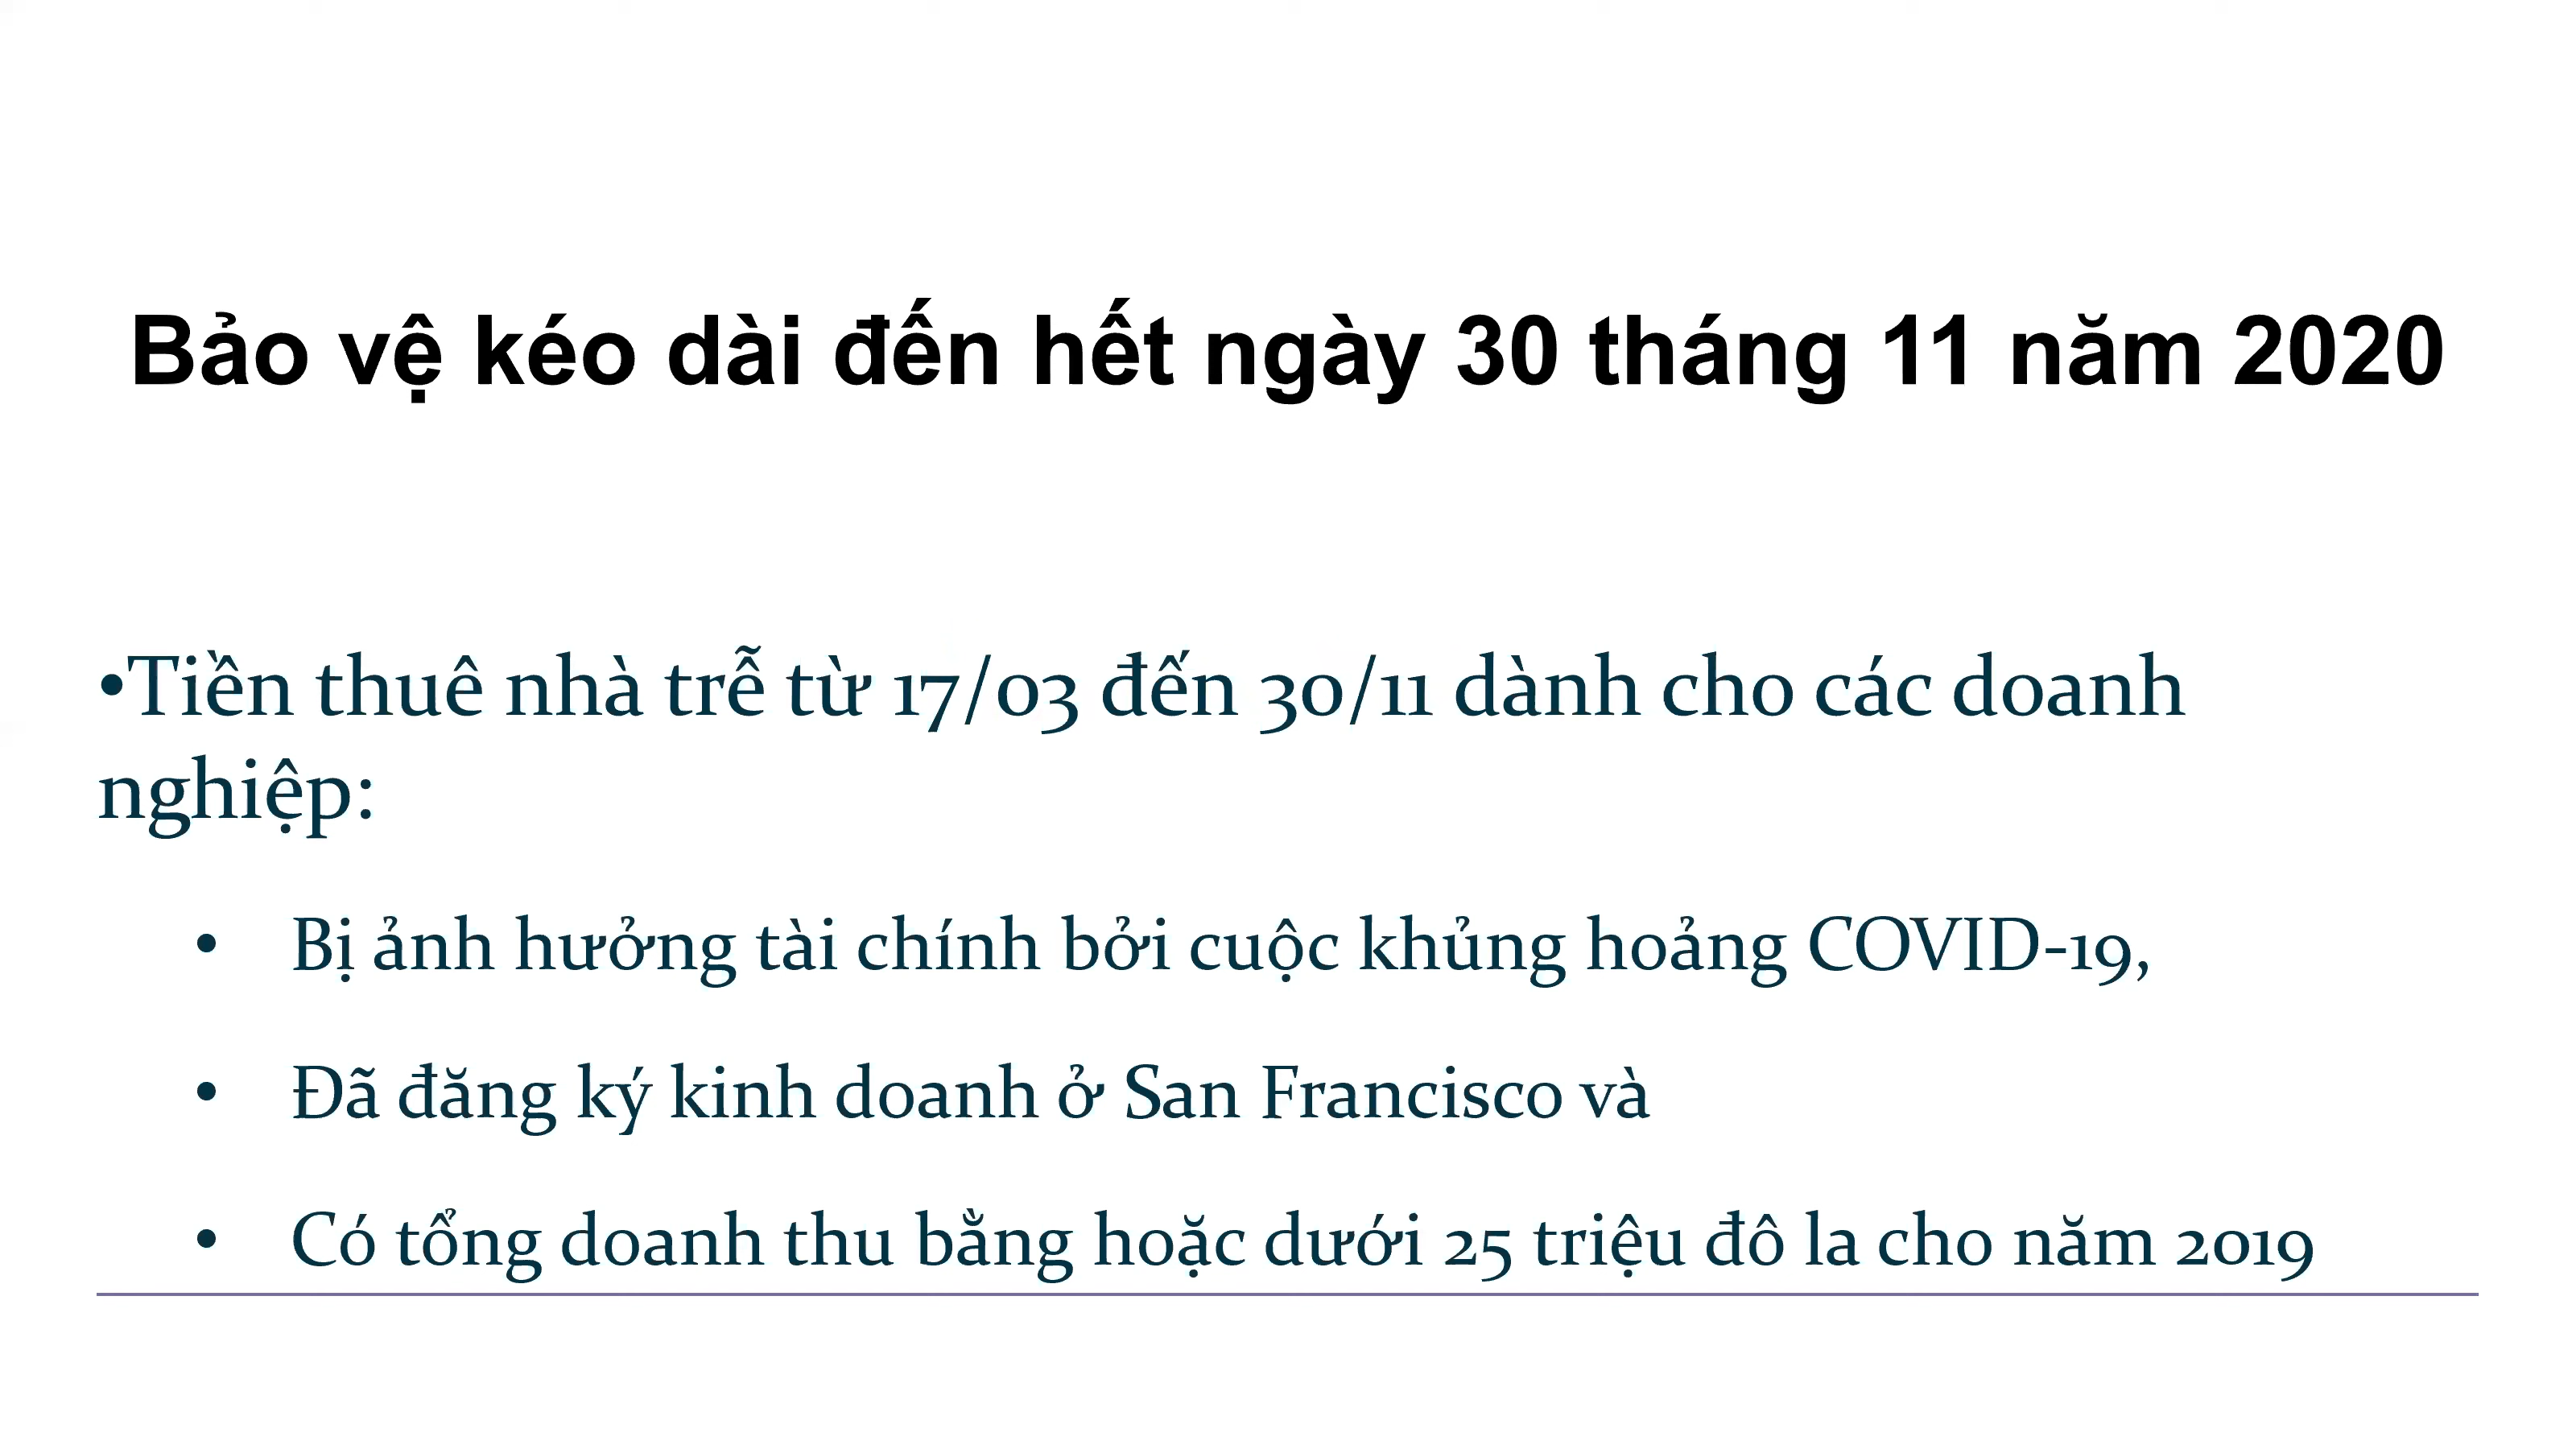 Bảo vệ kéo dài đến hết ngày 30 tháng 11 năm 2020
•Tiền thuê nhà trễ từ 17/03 đến 30/11 dành cho các doanh
nghiệp:
• Bị ảnh hưởng tài chính bởi cuộc khủng hoảng COVID-19,
• Đã đăng ký kinh doanh ở San Francisco và
• Có tổng doanh thu bằng hoặc dưới 25 triệu đô la cho năm 2019